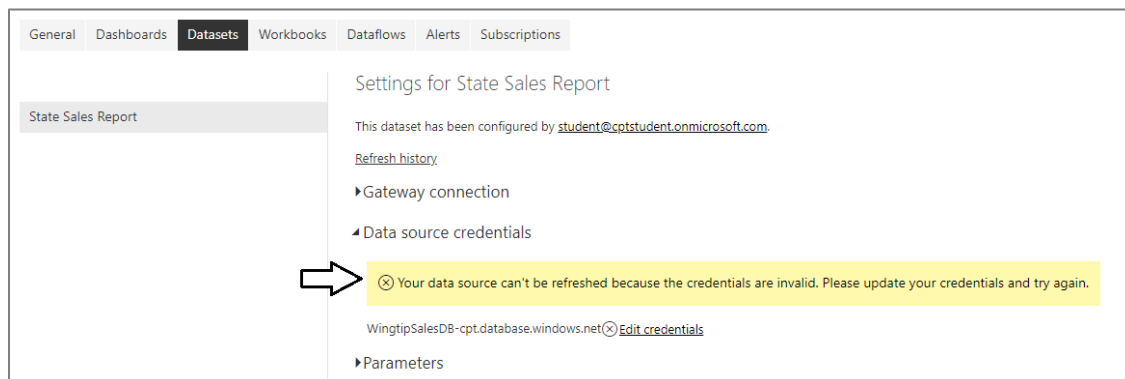 General Dashboards Datasets Workbooks Dataflows Alerts Subscriptions
Settings for State Sales Report
State Sales Report
This dataset has been configured by student@cptstudent.onmicrosoft.com.
Refresh history
Gateway connection
Data source credentials
Your data source can't be refreshed because the credentials are invalid. Please update your credentials and try again.
WingtipSalesDB-cpt.database.windows.net Edit credentials
Parameters